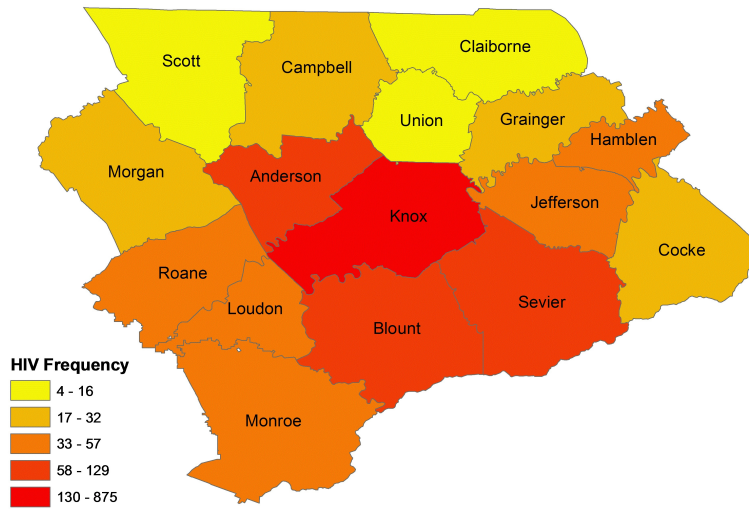 Claiborne
Scott
Campbell
Union
Grainger
Hamblen
Morgan
Anderson
Jefferson
Knox
Cocke
Roane
Sevier
Loudon
Blount
Monroe
HIV Frequency
4 - 16
17 - 32
33 - 57
58 - 129
130 - 875